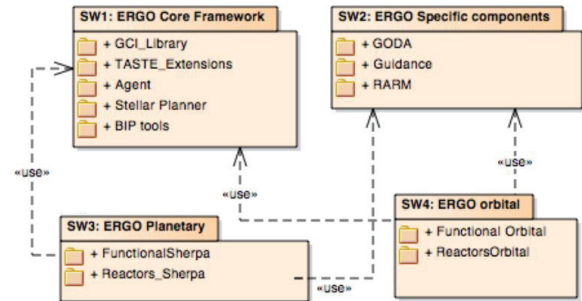 SW1: ERGO Core Framework
+ GCI_Library
+ TASTE_Extensions
+ Agent
+ Stellar Planner
+ BIP tools
SW2: ERGO Specific components
+ GODA
+ Guidance
+ RARM
«use»
«use»
«use»
SW3: ERGO Planetary
+ FunctionalSherpa
+ Reactors_Sherpa
«use»
SW4: ERGO orbital
+ Functional Orbital
+ ReactorsOrbital